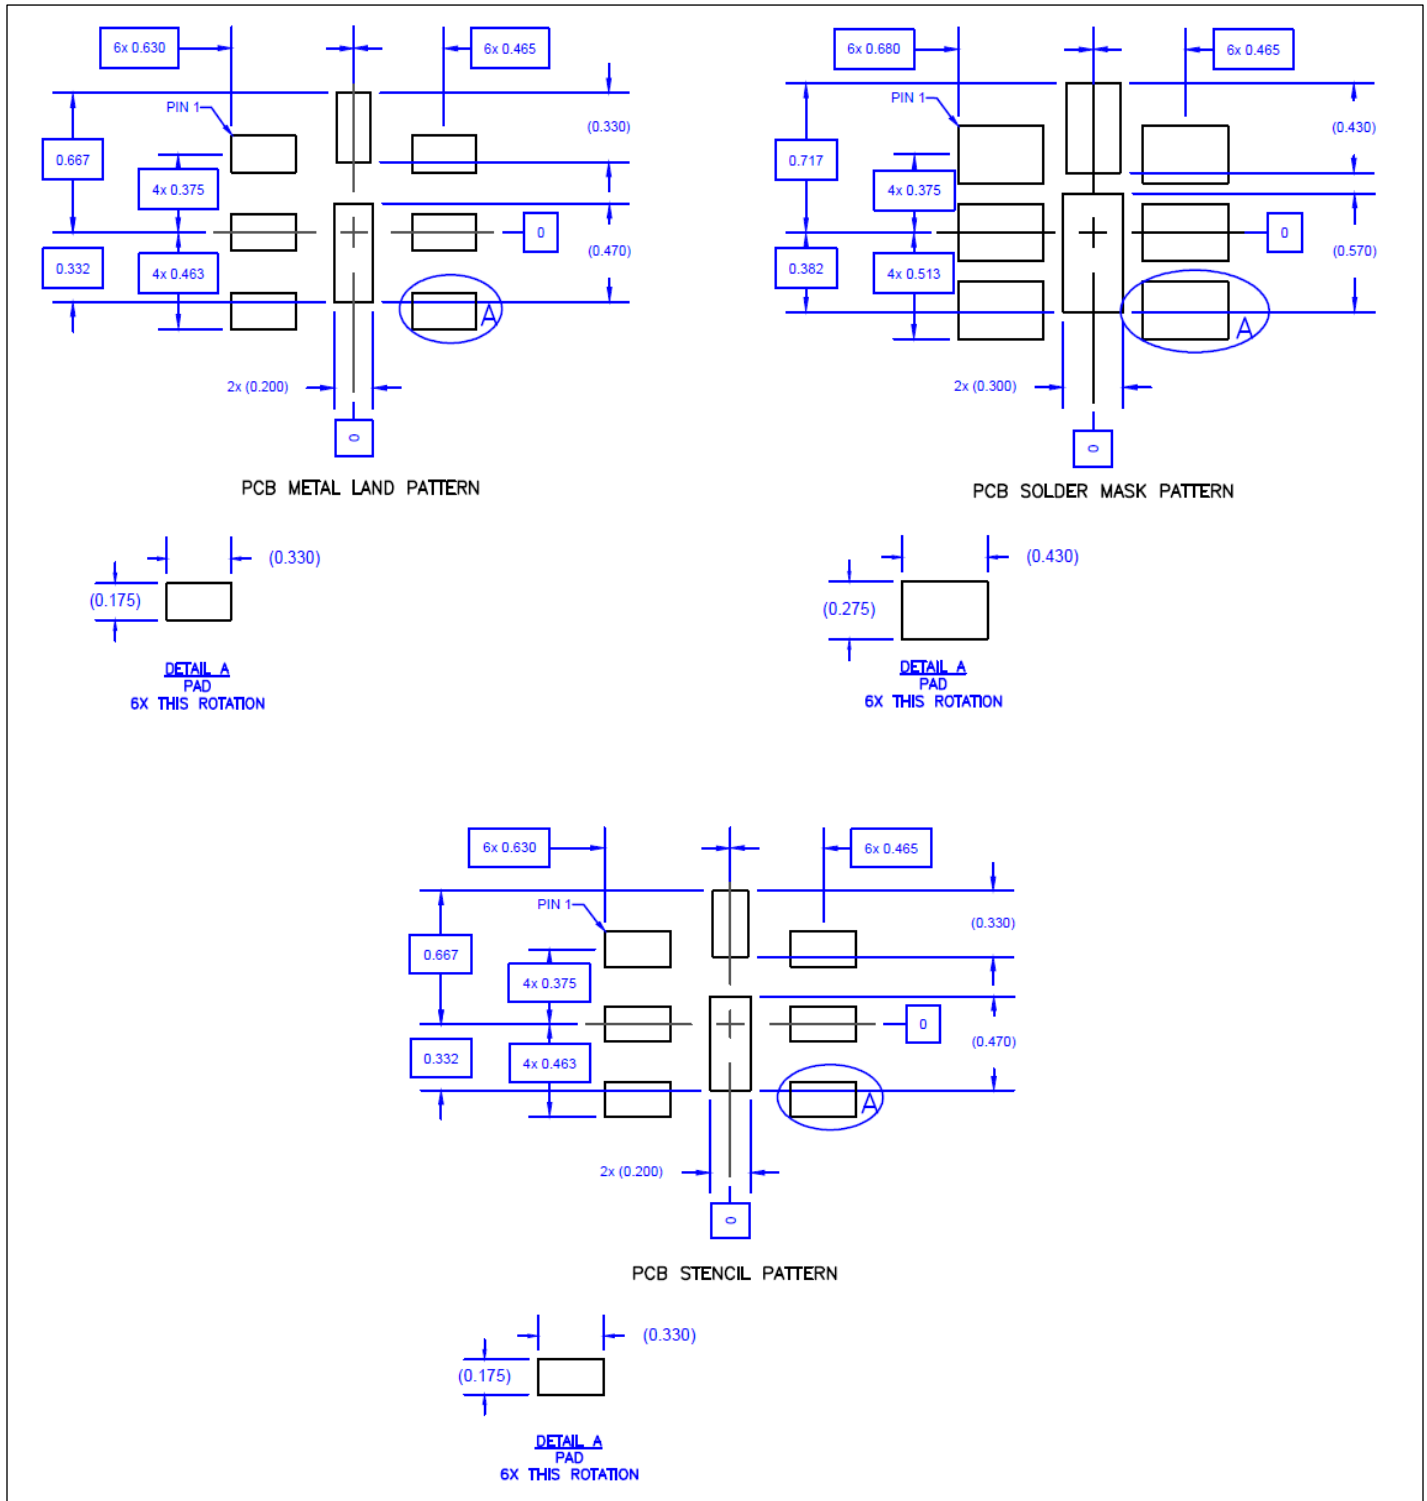 6x 0.630
6x 0.465
PIN 1
(0.330)
0.667
4x 0.375
0
0.332
4x 0.463
(0.470)
A
2x (0.200)
0
PCB METAL LAND PATTERN
(0.330)
(0.175)
DETAIL A
PAD
6X THIS ROTATION
6x 0.680
6x 0.465
PIN 1
(0.430)
0.717
4x 0.375
0
0.382
4x 0.513
(0.570)
A
2x (0.300)
0
PCB SOLDER MASK PATTERN
(0.430)
(0.275)
DETAIL A
PAD
6X THIS ROTATION
6x 0.630
6x 0.465
PIN 1
(0.330)
0.667
4x 0.375
0
0.332
4x 0.463
(0.470)
A
2x (0.200)
0
PCB STENCIL PATTERN
(0.330)
(0.175)
DETAIL A
PAD
6X THIS ROTATION